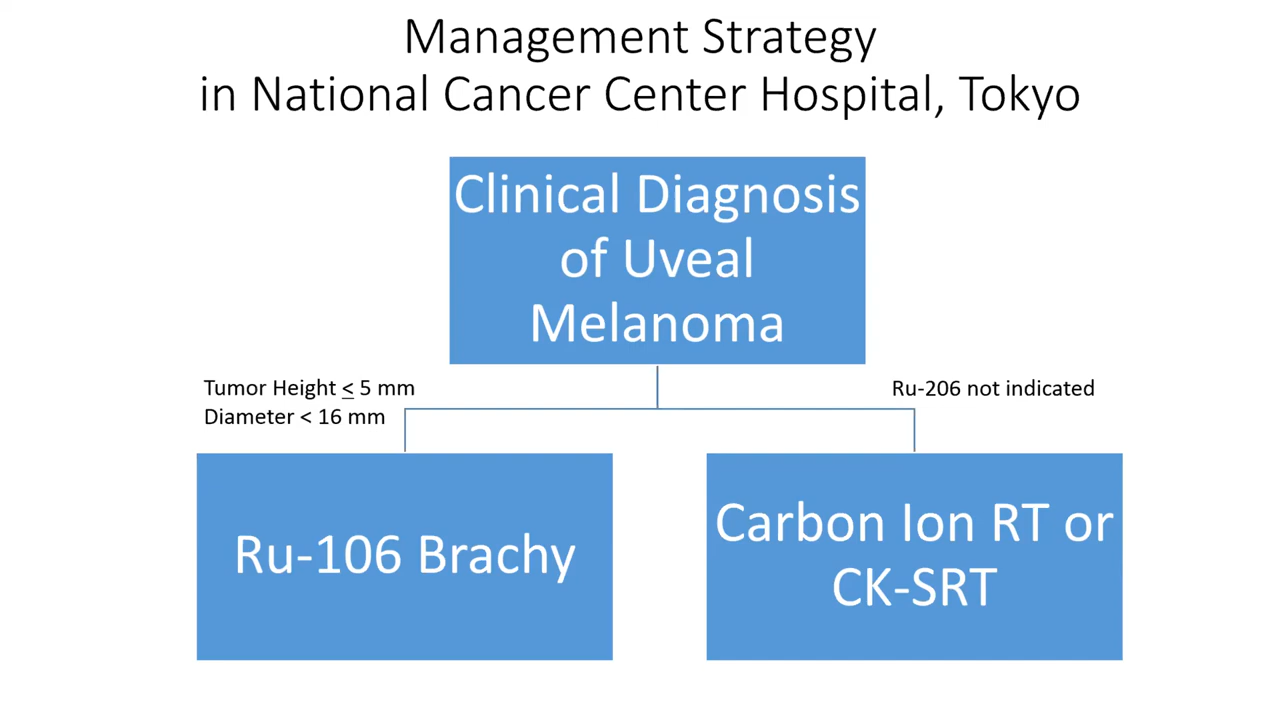 Management Strategy
in National Cancer Center Hospital, Tokyo
Clinical Diagnosis
of Uveal
Melanoma
Tumor Height ≤ 5 mm
Diameter < 16 mm
Ru-206 not indicated
Ru-106 Brachy
Carbon Ion RT or
CK-SRT